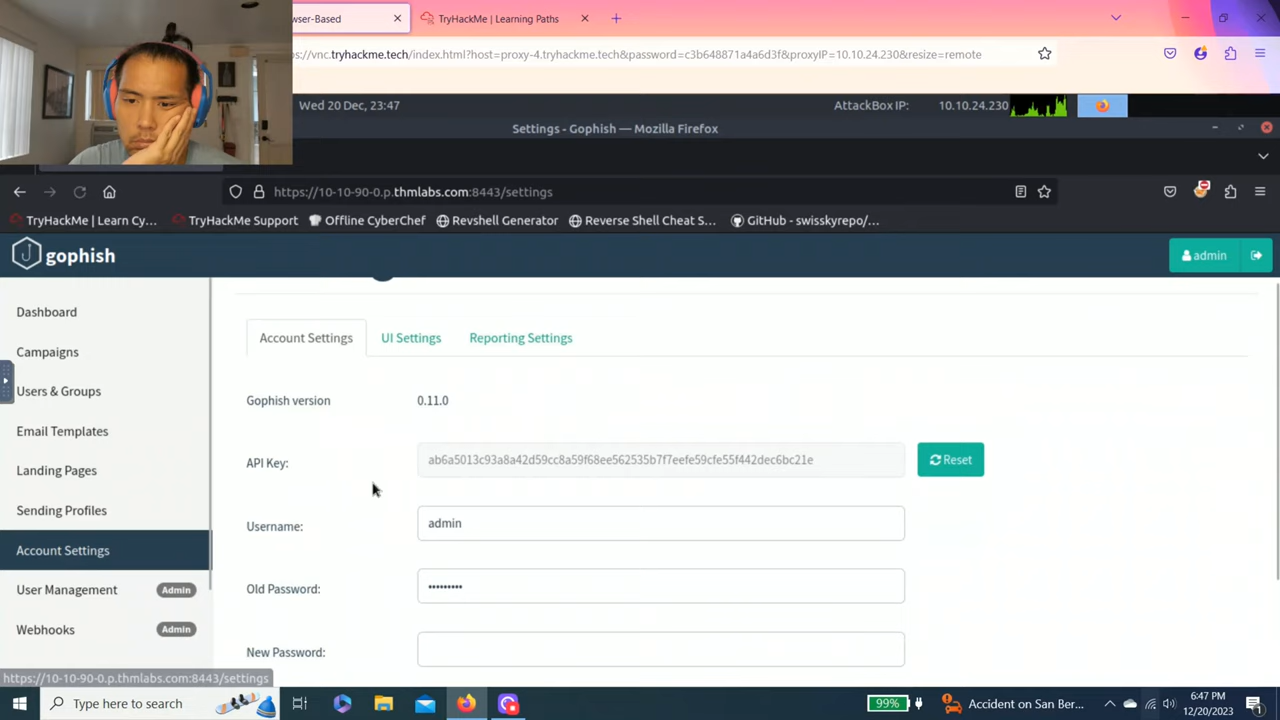 wser-Based
TryHackMe | Learning Paths
s://vnc.tryhackme.tech/index.html?host=proxy-4.tryhackme.tech&password=c3b648871a4a6d3f&proxyIP=10.10.24.230&resize=remote
Wed 20 Dec, 23:47
AttackBox IP:
10.10.24.230
Settings - Gophish — Mozilla Firefox
https://10-10-90-0.p.thmlabs.com:8443/settings
TryHackMe | Learn Cy...
TryHackMe Support
Offline CyberChef
Revshell Generator
Reverse Shell Cheat S...
GitHub - swisskyrepo/...
gophish
admin
Dashboard
Campaigns
Users & Groups
Email Templates
Landing Pages
Sending Profiles
Account Settings
User Management Admin
Webhooks Admin
Account Settings
UI Settings
Reporting Settings
Gophish version 0.11.0
API Key: ab6a5013c93a8a42d59cc8a59f68ee562535b7f7eefe59cfe55f442dec6bc21e Reset
Username: admin
Old Password: •••••••••
New Password:
https://10-10-90-0.p.thmlabs.com:8443/settings
Type here to search
99%
Accident on San Ber...
6:47 PM
12/20/2023
1